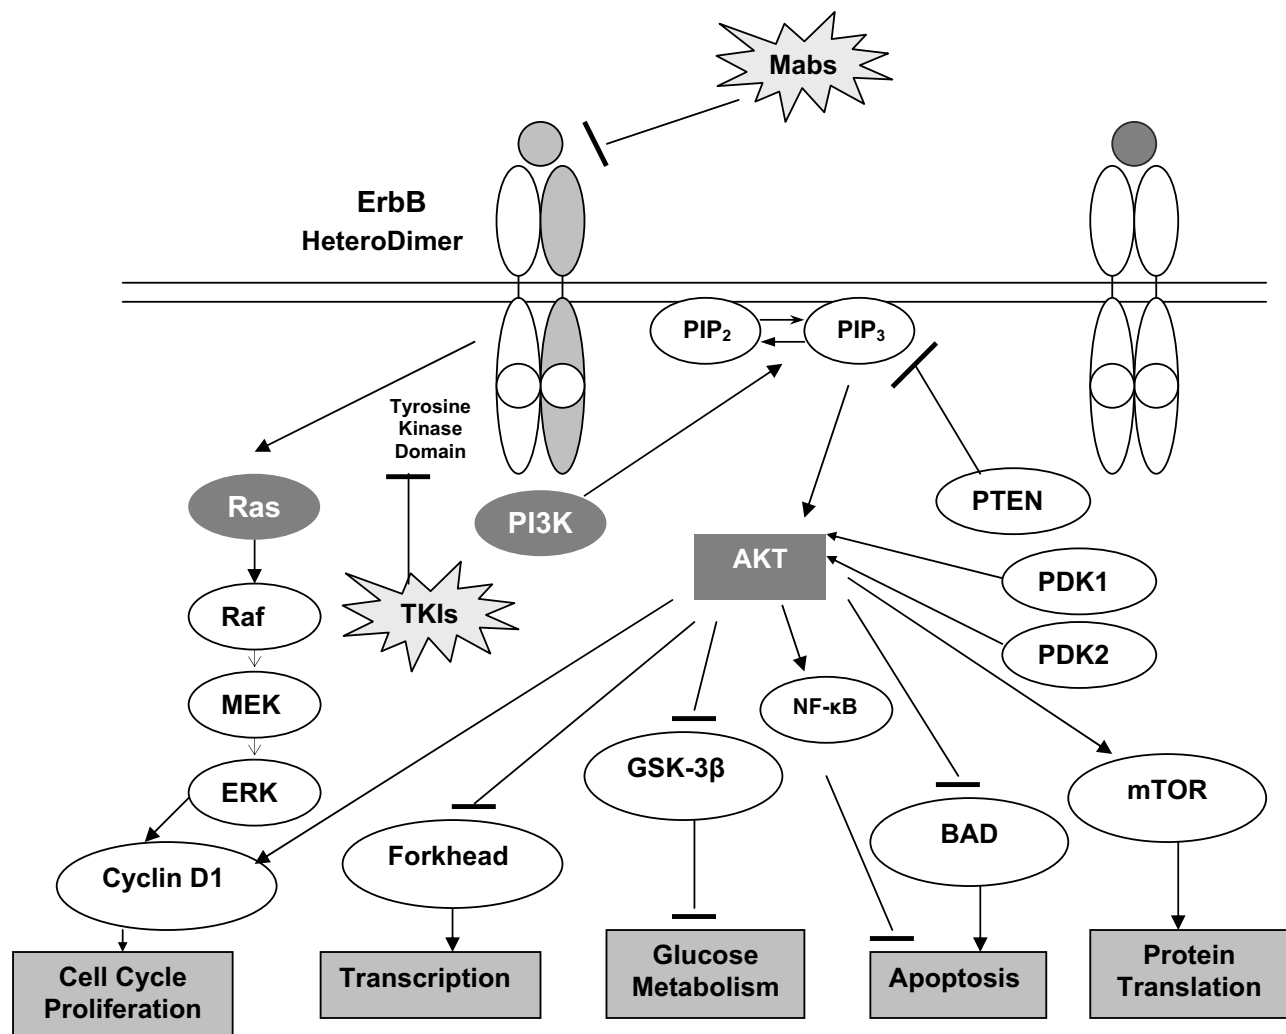 Mabs
ErbB
HeteroDimer
PIP₂
PIP₃
Tyrosine
Kinase
Domain
Ras
PI3K
PTEN
AKT
PDK1
Raf
TKIs
PDK2
MEK
NF-κB
GSK-3β
ERK
mTOR
Forkhead
BAD
Cyclin D1
Cell Cycle
Proliferation
Transcription
Glucose
Metabolism
Apoptosis
Protein
Translation